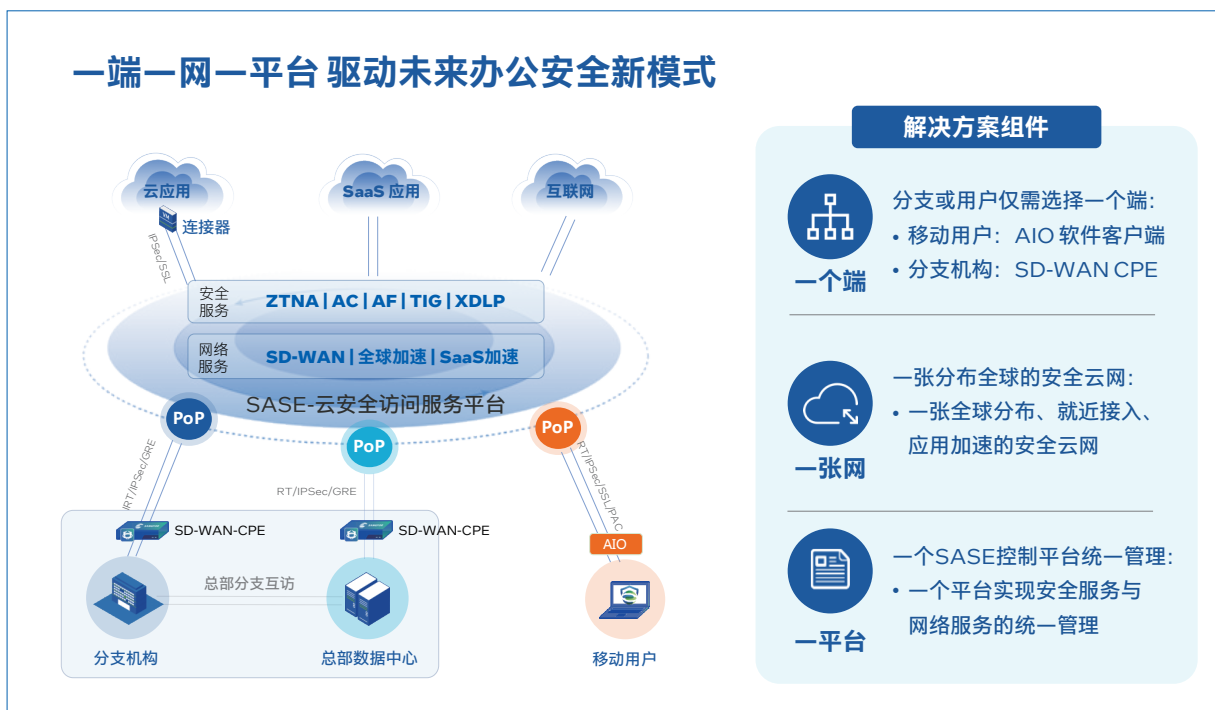 一端一网一平台 驱动未来办公安全新模式
云应用
SaaS 应用
互联网
连接器
IPSec/SSL
安全
服务
ZTNA | AC | AF | TIG | XDLP
网络
服务
SD-WAN | 全球加速 | SaaS加速
SASE-云安全访问服务平台
PoP
PoP
PoP
IRT/IPSec/GRE
RT/IPSec/GRE
RT/IPSec/SSL/PAC
SD-WAN-CPE
SD-WAN-CPE
AIO
总部分支互访
分支机构
总部数据中心
移动用户
解决方案组件
一个端
分支或用户仅需选择一个端:
• 移动用户: AIO 软件客户端
• 分支机构: SD-WAN CPE
一张网
一张分布全球的安全云网:
• 一张全球分布、就近接入、
应用加速的安全云网
一平台
一个SASE控制平台统一管理:
• 一个平台实现安全服务与
网络服务的统一管理